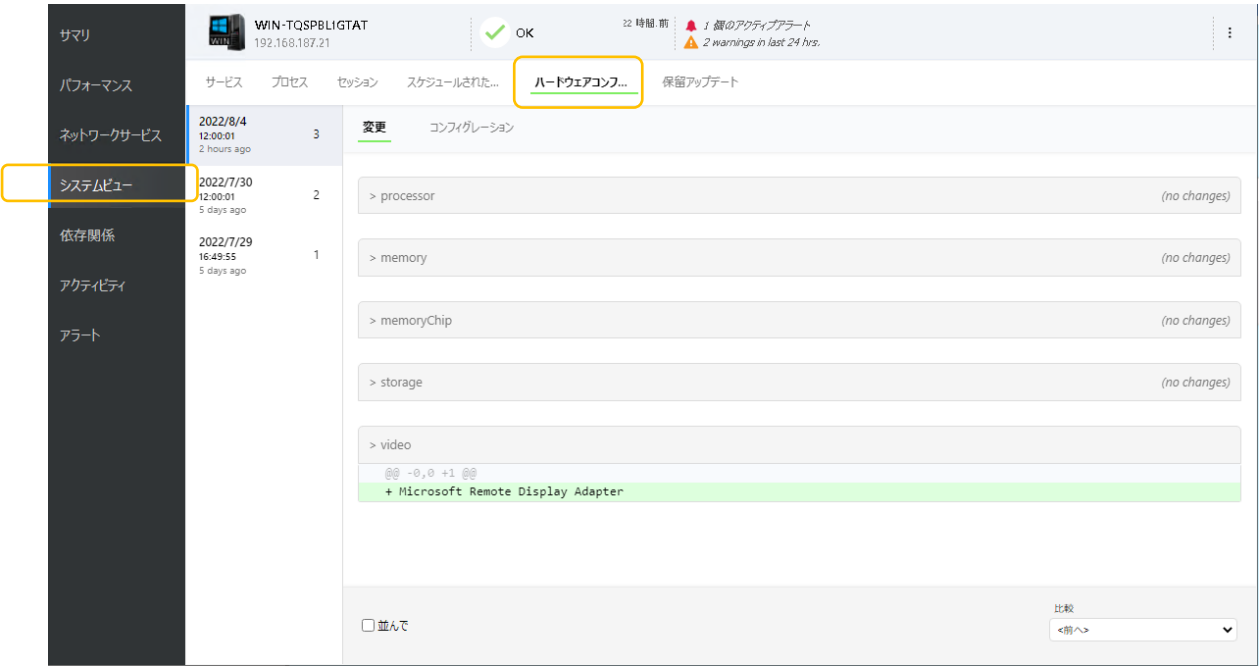 サマリ
パフォーマンス
ネットワークサービス
システムビュー
依存関係
アクティビティ
アラート
WIN
WIN-TQSPBL1GTAT
192.168.187.21
OK
22 時間.前
1 個のアクティブアラート
2 warnings in last 24 hrs.
サービス
プロセス
セッション
スケジュールされた...
ハードウェアコンフ...
保留アップデート
2022/8/4
12:00:01
2 hours ago
3
2022/7/30
12:00:01
5 days ago
2
2022/7/29
16:49:55
5 days ago
1
変更
コンフィグレーション
> processor (no changes)
> memory (no changes)
> memoryChip (no changes)
> storage (no changes)
> video
@@ -0,0 +1 @@
+ Microsoft Remote Display Adapter
並んで
比較
<前へ>